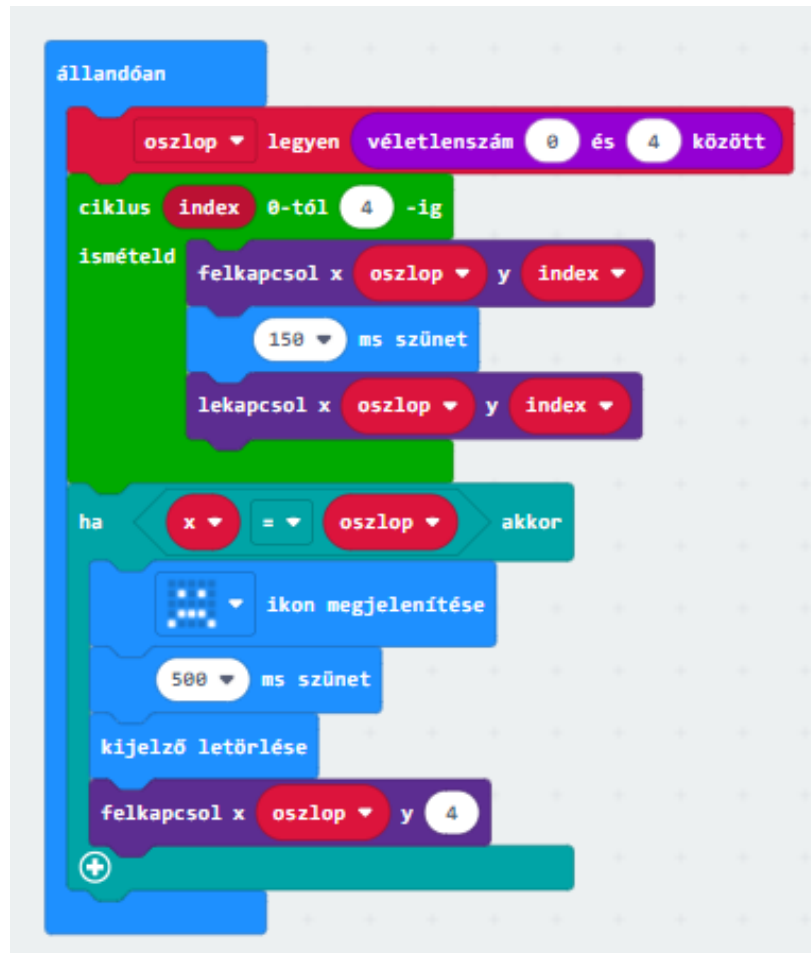 állandóan
oszlop legyen véletlenszám 0 és 4 között
ciklus index 0-tól 4 -ig
ismételd
felkapcsol x oszlop y index
150 ms szünet
lekapcsol x oszlop y index
ha x = oszlop akkor
ikon megjelenítése
500 ms szünet
kijelző letörlése
felkapcsol x oszlop y 4